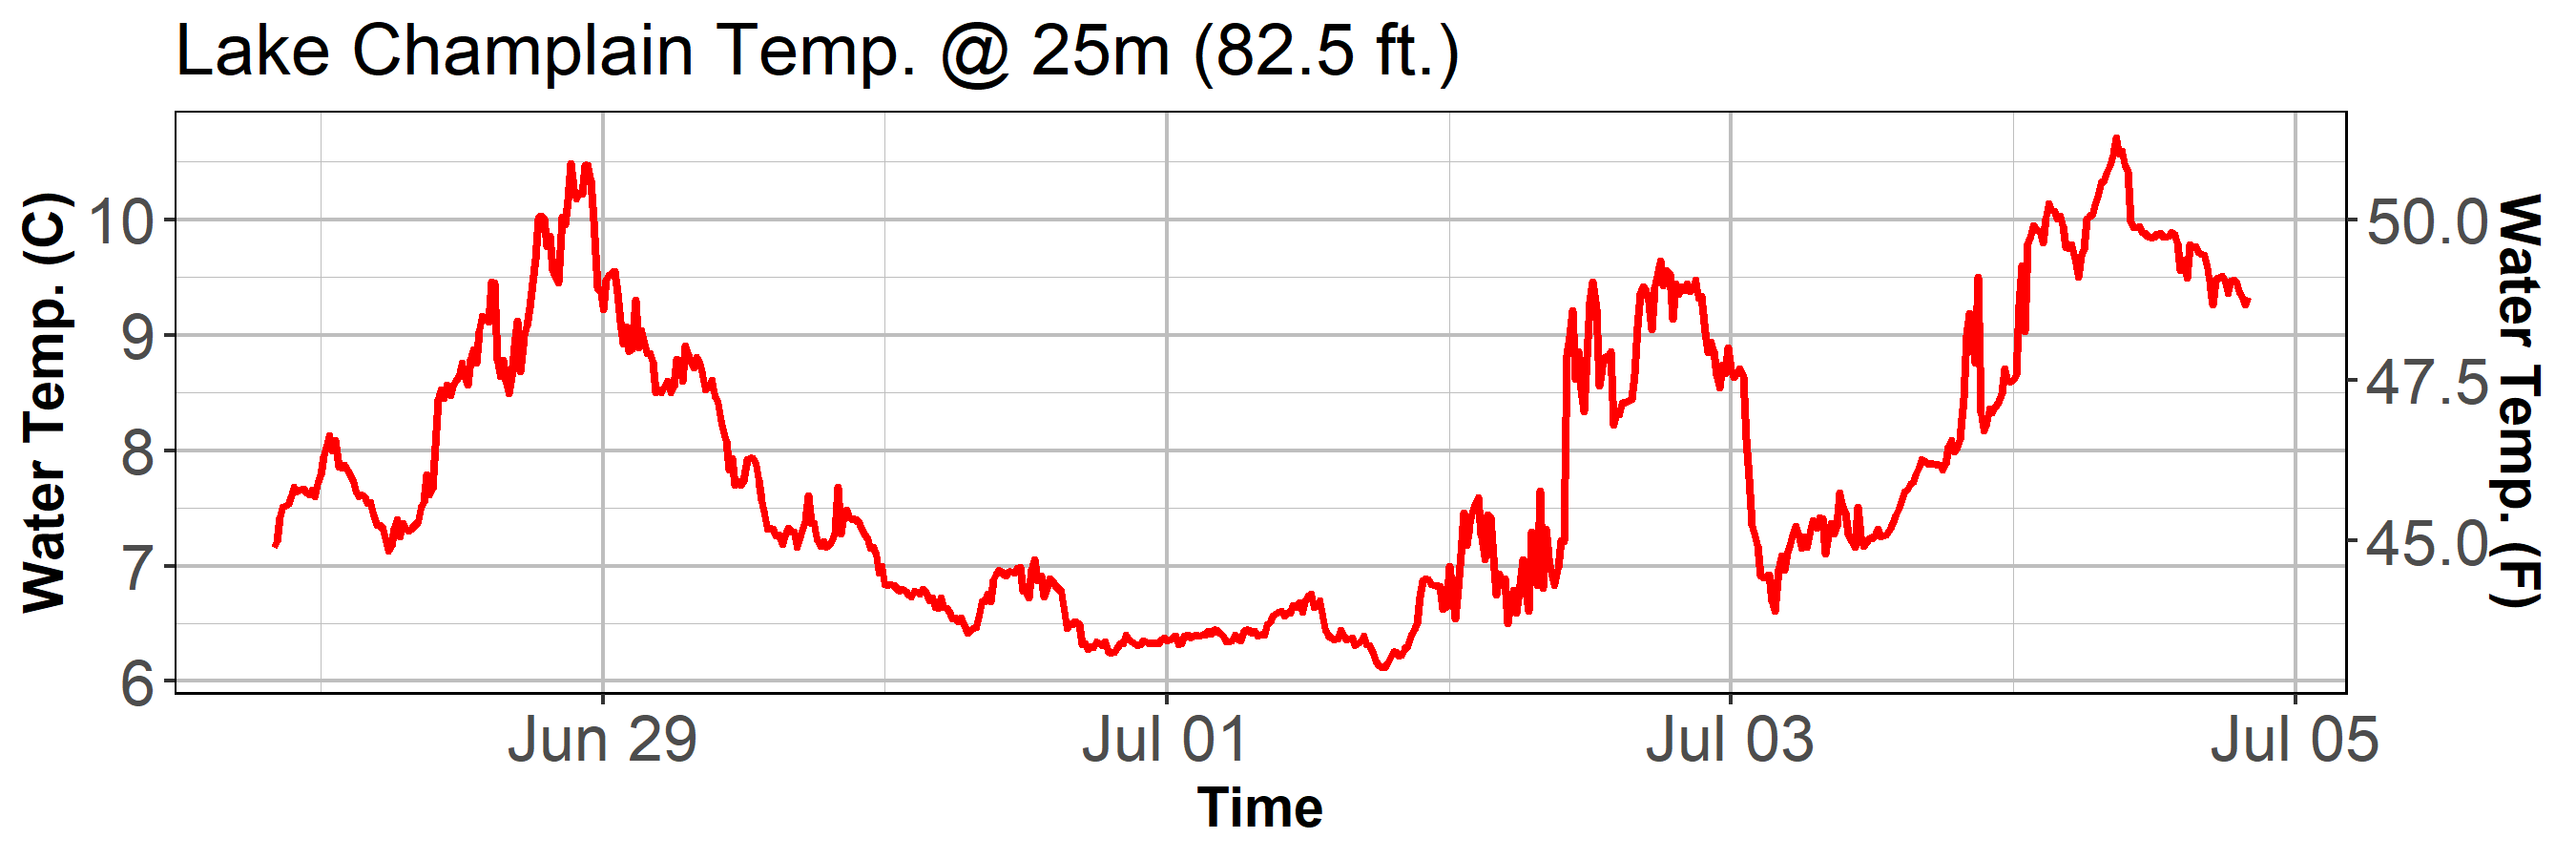 Lake Champlain Temp. @ 25m (82.5 ft.)
Water Temp. (C)
10
9
8
7
6
50.0
47.5
45.0
Water Temp. (F)
Jun 29
Jul 01
Jul 03
Jul 05
Time